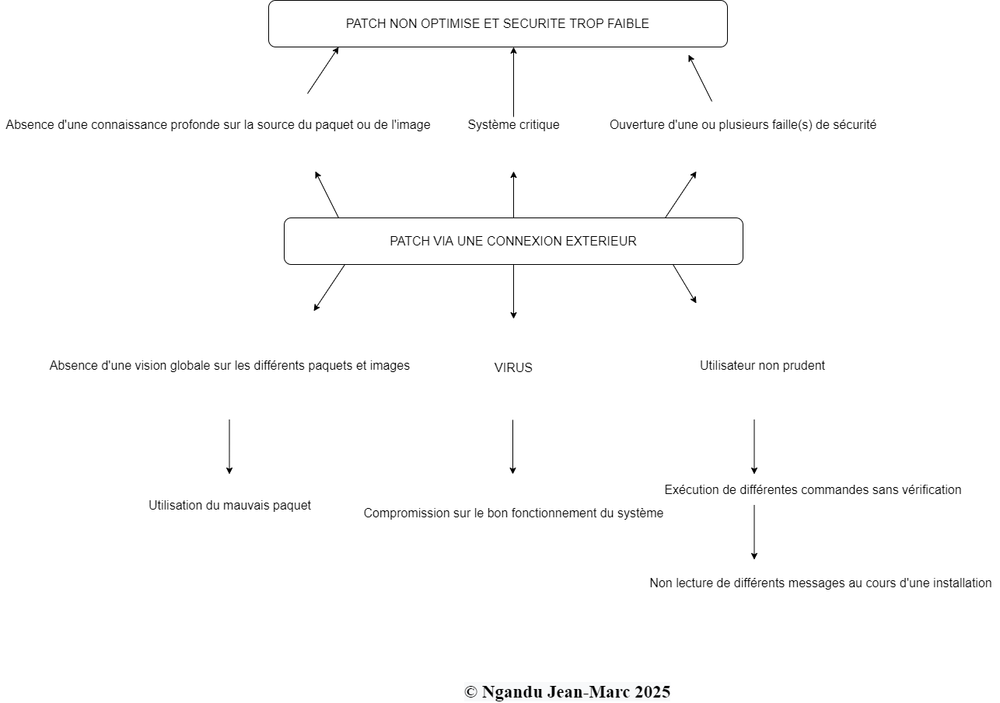 PATCH NON OPTIMISE ET SECURITE TROP FAIBLE
Absence d'une connaissance profonde sur la source du paquet ou de l'image
Système critique
Ouverture d'une ou plusieurs faille(s) de sécurité
PATCH VIA UNE CONNEXION EXTERIEUR
Absence d'une vision globale sur les différents paquets et images
VIRUS
Utilisateur non prudent
Exécution de différentes commandes sans vérification
Utilisation du mauvais paquet
Compromission sur le bon fonctionnement du système
Non lecture de différents messages au cours d'une installation
© Ngandu Jean-Marc 2025